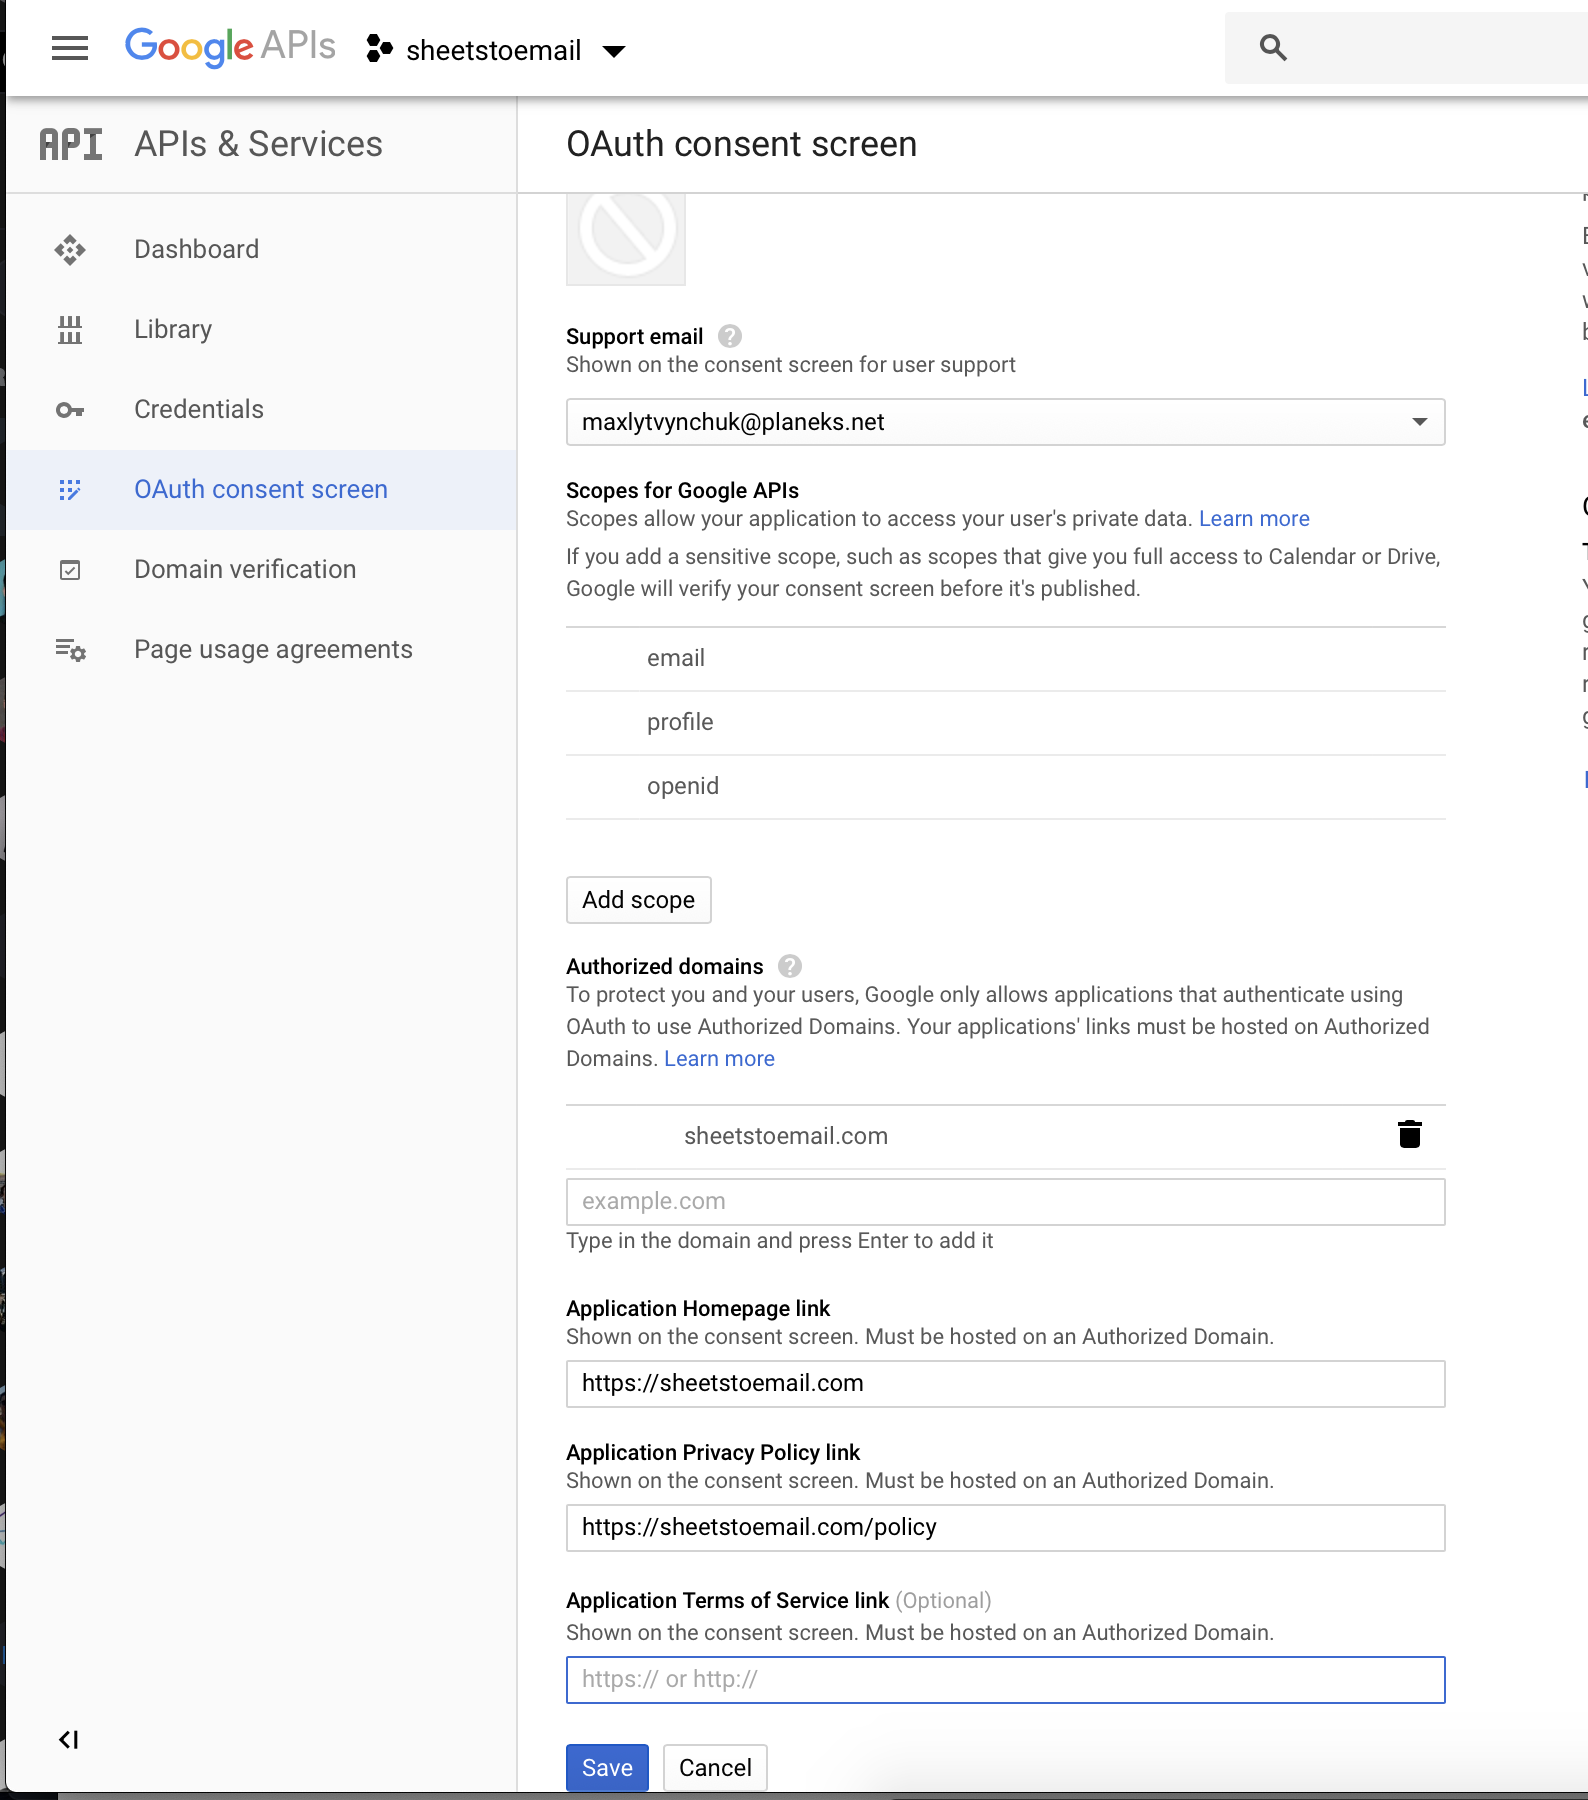 Google APIs sheetstoemail
API APIs & Services
OAuth consent screen
Dashboard
Library
Credentials
OAuth consent screen
Domain verification
Page usage agreements
Support email ?
Shown on the consent screen for user support
maxlytvynchuk@planeks.net
Scopes for Google APIs
Scopes allow your application to access your user's private data. Learn more
If you add a sensitive scope, such as scopes that give you full access to Calendar or Drive,
Google will verify your consent screen before it's published.
email
profile
openid
Add scope
Authorized domains ?
To protect you and your users, Google only allows applications that authenticate using
OAuth to use Authorized Domains. Your applications' links must be hosted on Authorized
Domains. Learn more
sheetstoemail.com
example.com
Type in the domain and press Enter to add it
Application Homepage link
Shown on the consent screen. Must be hosted on an Authorized Domain.
https://sheetstoemail.com
Application Privacy Policy link
Shown on the consent screen. Must be hosted on an Authorized Domain.
https://sheetstoemail.com/policy
Application Terms of Service link (Optional)
Shown on the consent screen. Must be hosted on an Authorized Domain.
https:// or http://
Save Cancel